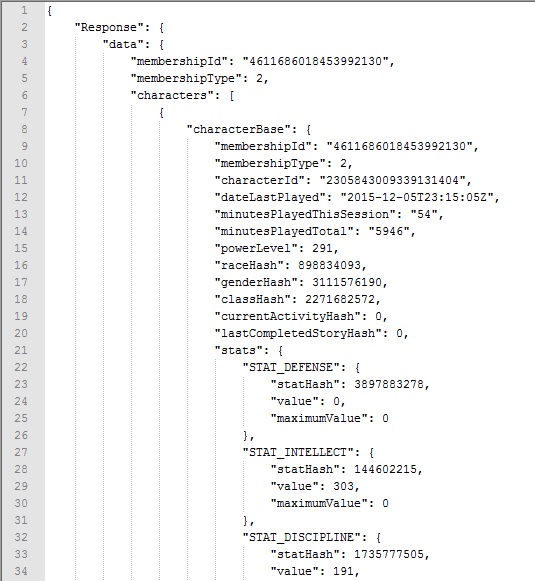 1 {
2 "Response": {
3 "data": {
4 "membershipId": "4611686018453992130",
5 "membershipType": 2,
6 "characters": [
7 {
8 "characterBase": {
9 "membershipId": "4611686018453992130",
10 "membershipType": 2,
11 "characterId": "2305843009339131404",
12 "dateLastPlayed": "2015-12-05T23:15:05Z",
13 "minutesPlayedThisSession": "54",
14 "minutesPlayedTotal": "5946",
15 "powerLevel": 291,
16 "raceHash": 898834093,
17 "genderHash": 3111576190,
18 "classHash": 2271682572,
19 "currentActivityHash": 0,
20 "lastCompletedStoryHash": 0,
21 "stats": {
22 "STAT_DEFENSE": {
23 "statHash": 3897883278,
24 "value": 0,
25 "maximumValue": 0
26 },
27 "STAT_INTELLECT": {
28 "statHash": 144602215,
29 "value": 303,
30 "maximumValue": 0
31 },
32 "STAT_DISCIPLINE": {
33 "statHash": 1735777505,
34 "value": 191,